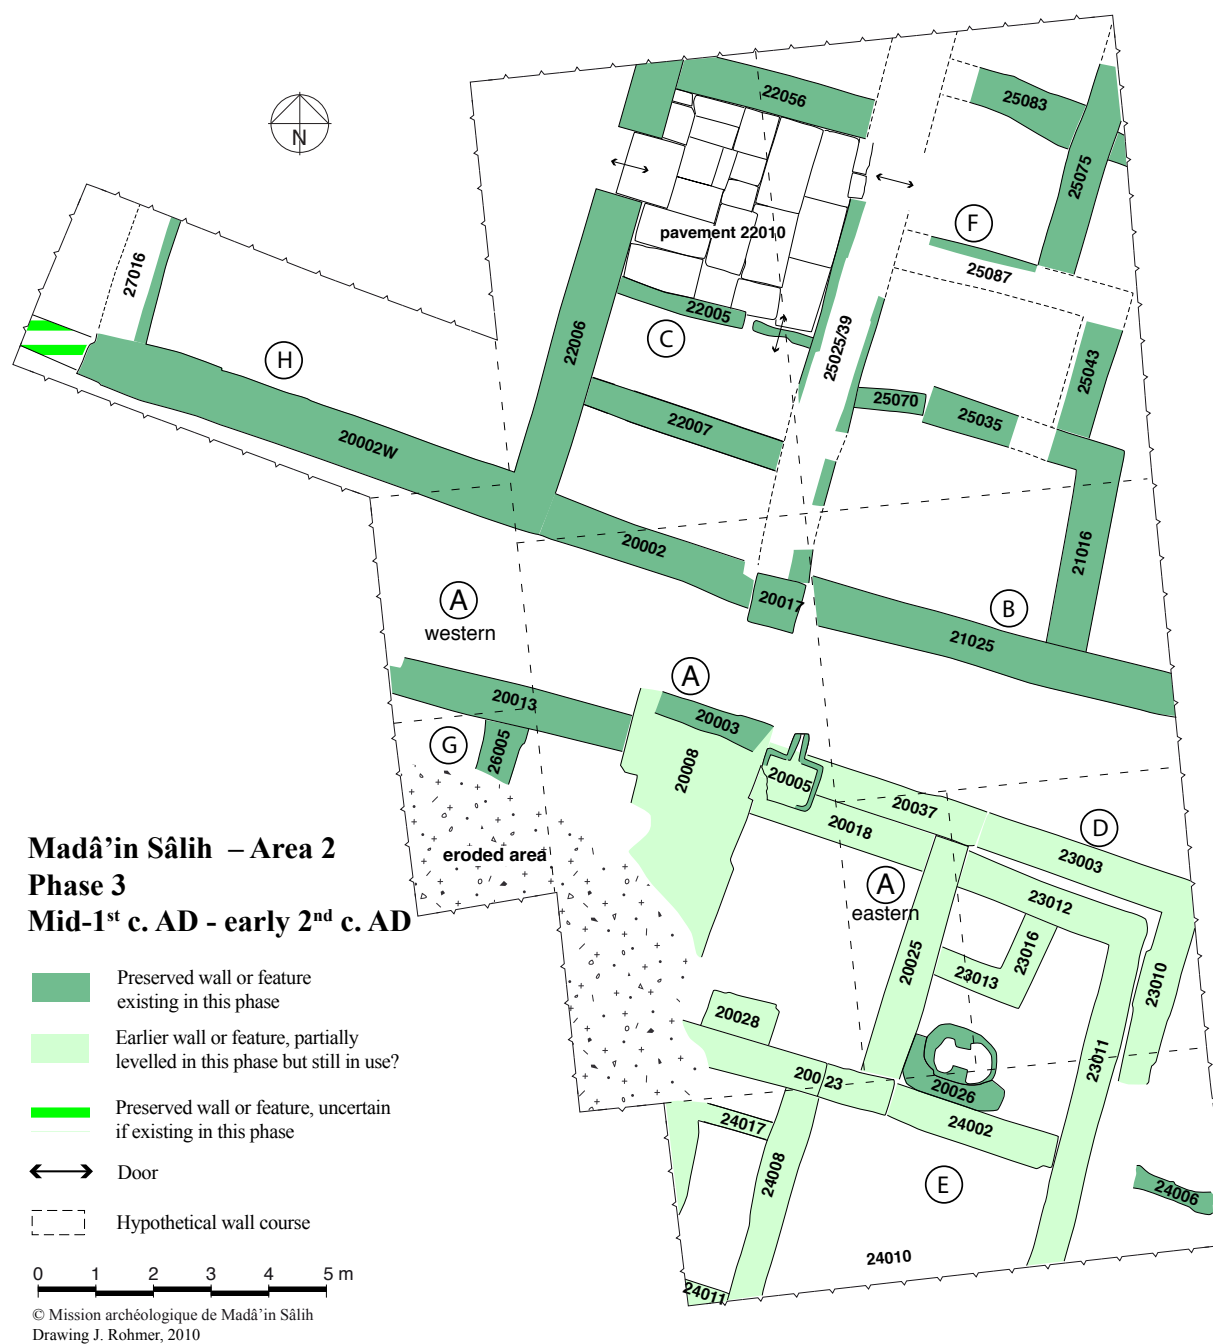 22056
25083
N
25075
F
pavement 22010
27016
25087
22005
C
H
22006
25025/39
25043
25070
25035
22007
20002W
20002
21016
A
western
20017
B
21025
A
20013
20003
G
26005
20008
20005
20037
D
20018
23003
eroded area
Madâ'in Sâlih – Area 2
Phase 3
Mid-1st c. AD - early 2nd c. AD
A
eastern
23012
23016
20025
23013
23010
Preserved wall or feature
existing in this phase
20028
Earlier wall or feature, partially
levelled in this phase but still in use?
23011
20023
20026
Preserved wall or feature, uncertain
if existing in this phase
24017
24002
Door
24008
E
24006
Hypothetical wall course
24010
0 1 2 3 4 5 m
24011
© Mission archéologique de Madâ'in Sâlih
Drawing J. Rohmer, 2010